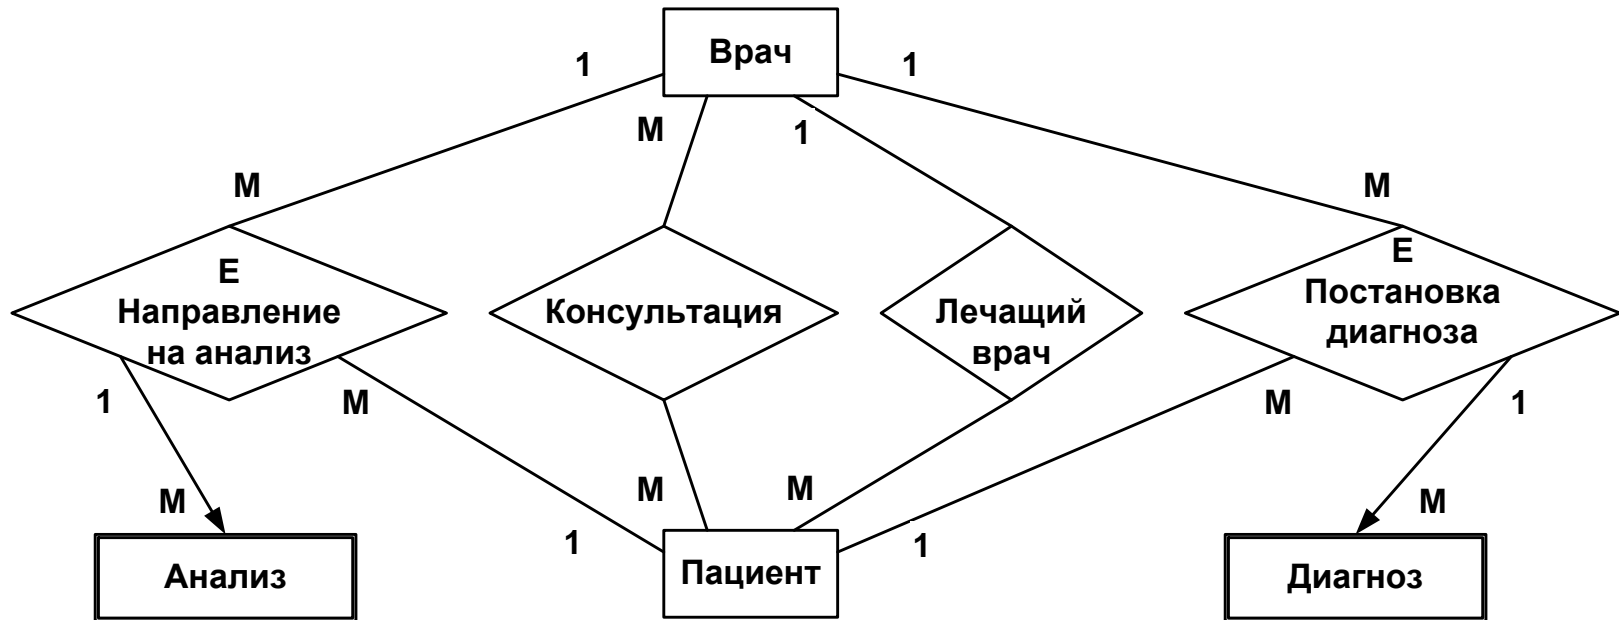 Врач
1
1
М
1
М
М
Е
Направление
на анализ
Консультация
Лечащий
врач
Е
Постановка
диагноза
1
М
М
1
М
М
М
М
1
1
Анализ
Пациент
Диагноз